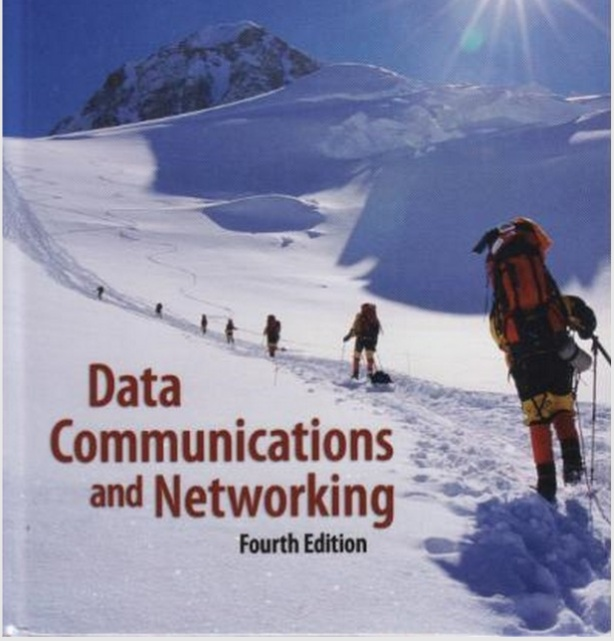 Data
Communications
and Networking
Fourth Edition